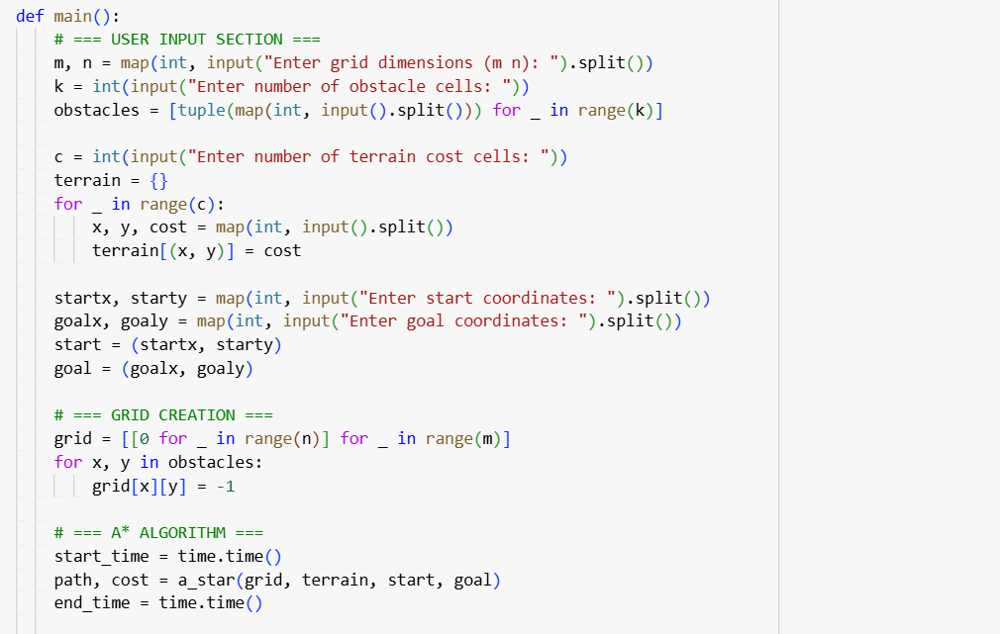 def main():
    # === USER INPUT SECTION ===
    m, n = map(int, input("Enter grid dimensions (m n): ").split())
    k = int(input("Enter number of obstacle cells: "))
    obstacles = [tuple(map(int, input().split())) for _ in range(k)]

    c = int(input("Enter number of terrain cost cells: "))
    terrain = {}
    for _ in range(c):
        x, y, cost = map(int, input().split())
        terrain[(x, y)] = cost

    startx, starty = map(int, input("Enter start coordinates: ").split())
    goalx, goaly = map(int, input("Enter goal coordinates: ").split())
    start = (startx, starty)
    goal = (goalx, goaly)

    # === GRID CREATION ===
    grid = [[0 for _ in range(n)] for _ in range(m)]
    for x, y in obstacles:
        grid[x][y] = -1

    # === A* ALGORITHM ===
    start_time = time.time()
    path, cost = a_star(grid, terrain, start, goal)
    end_time = time.time()